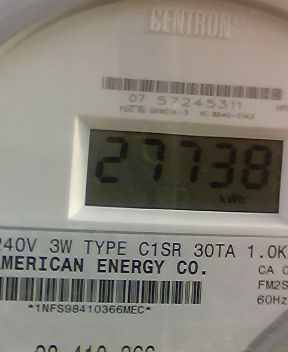 CENTRON®
07 57245311
27738
kWh
240V 3W TYPE C1SR 30TA 1.0K
AMERICAN ENERGY CO.
CA 0
FM2S
60Hz
*1NFS98410366MEC*